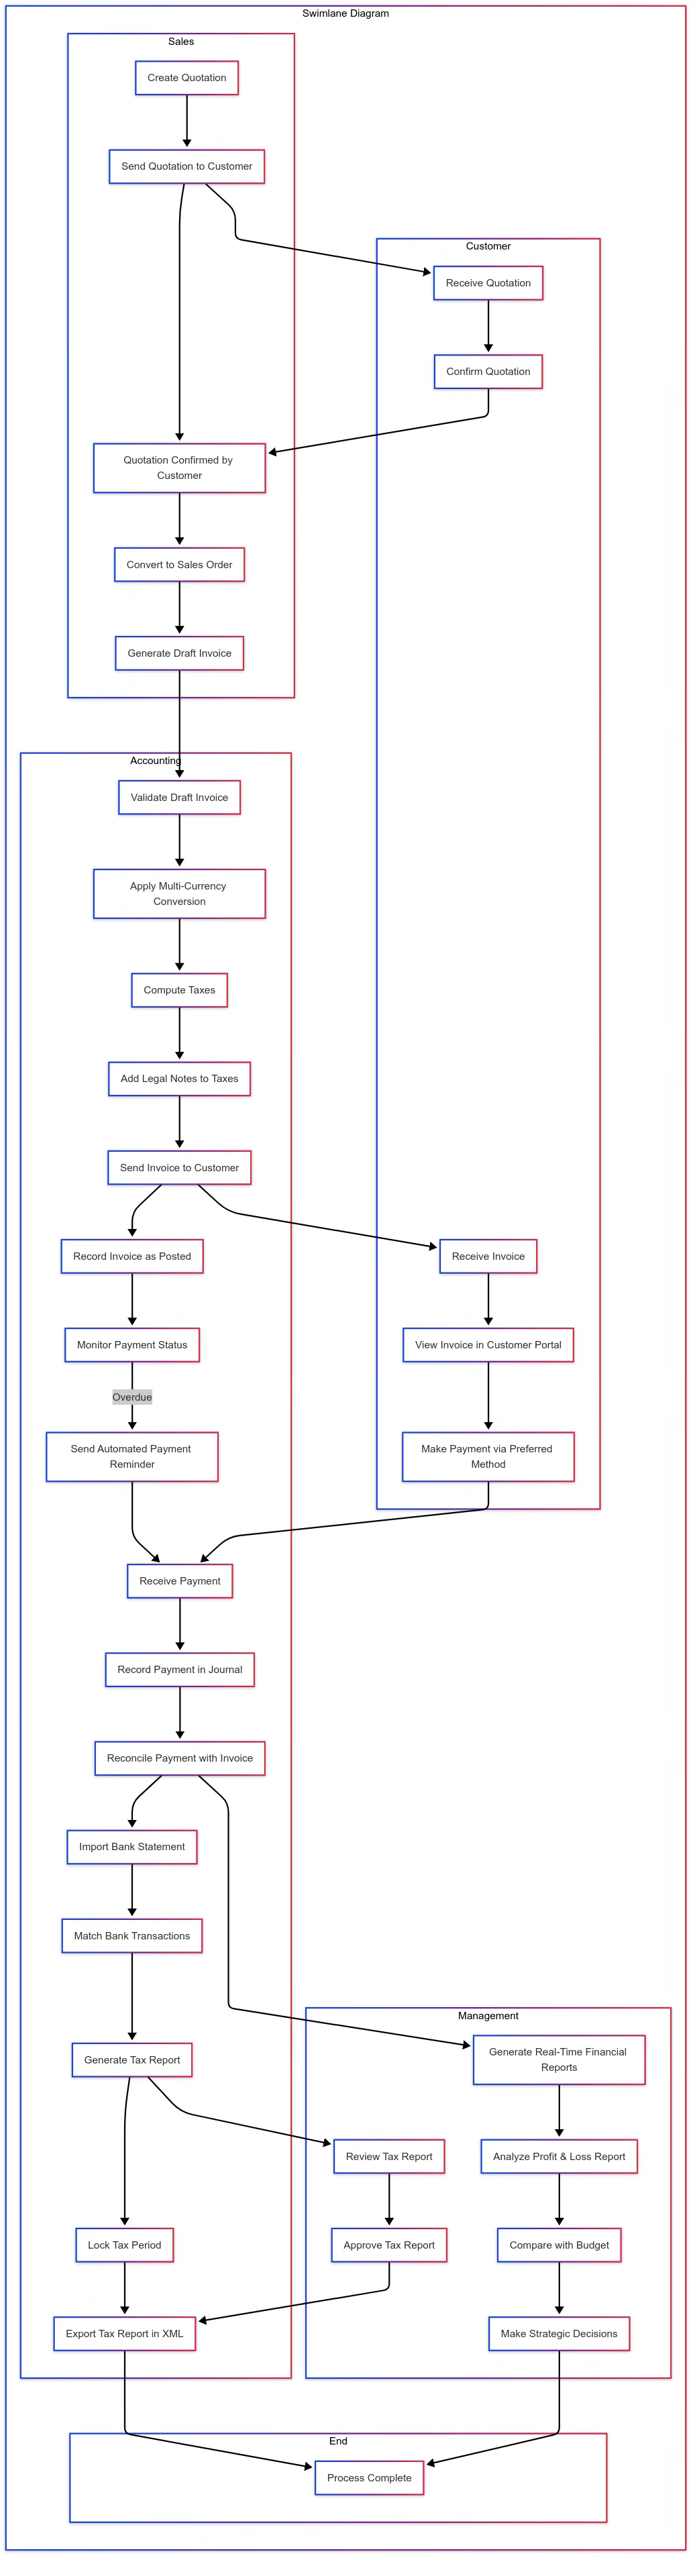 Swimlane Diagram
Sales
Create Quotation
Send Quotation to Customer
Customer
Receive Quotation
Confirm Quotation
Quotation Confirmed by
Customer
Convert to Sales Order
Generate Draft Invoice
Accounting
Validate Draft Invoice
Apply Multi-Currency
Conversion
Compute Taxes
Add Legal Notes to Taxes
Send Invoice to Customer
Record Invoice as Posted
Receive Invoice
Monitor Payment Status
View Invoice in Customer Portal
Overdue
Send Automated Payment
Reminder
Make Payment via Preferred
Method
Receive Payment
Record Payment in Journal
Reconcile Payment with Invoice
Import Bank Statement
Match Bank Transactions
Management
Generate Tax Report
Generate Real-Time Financial
Reports
Review Tax Report
Analyze Profit & Loss Report
Lock Tax Period
Approve Tax Report
Compare with Budget
Export Tax Report in XML
Make Strategic Decisions
End
Process Complete